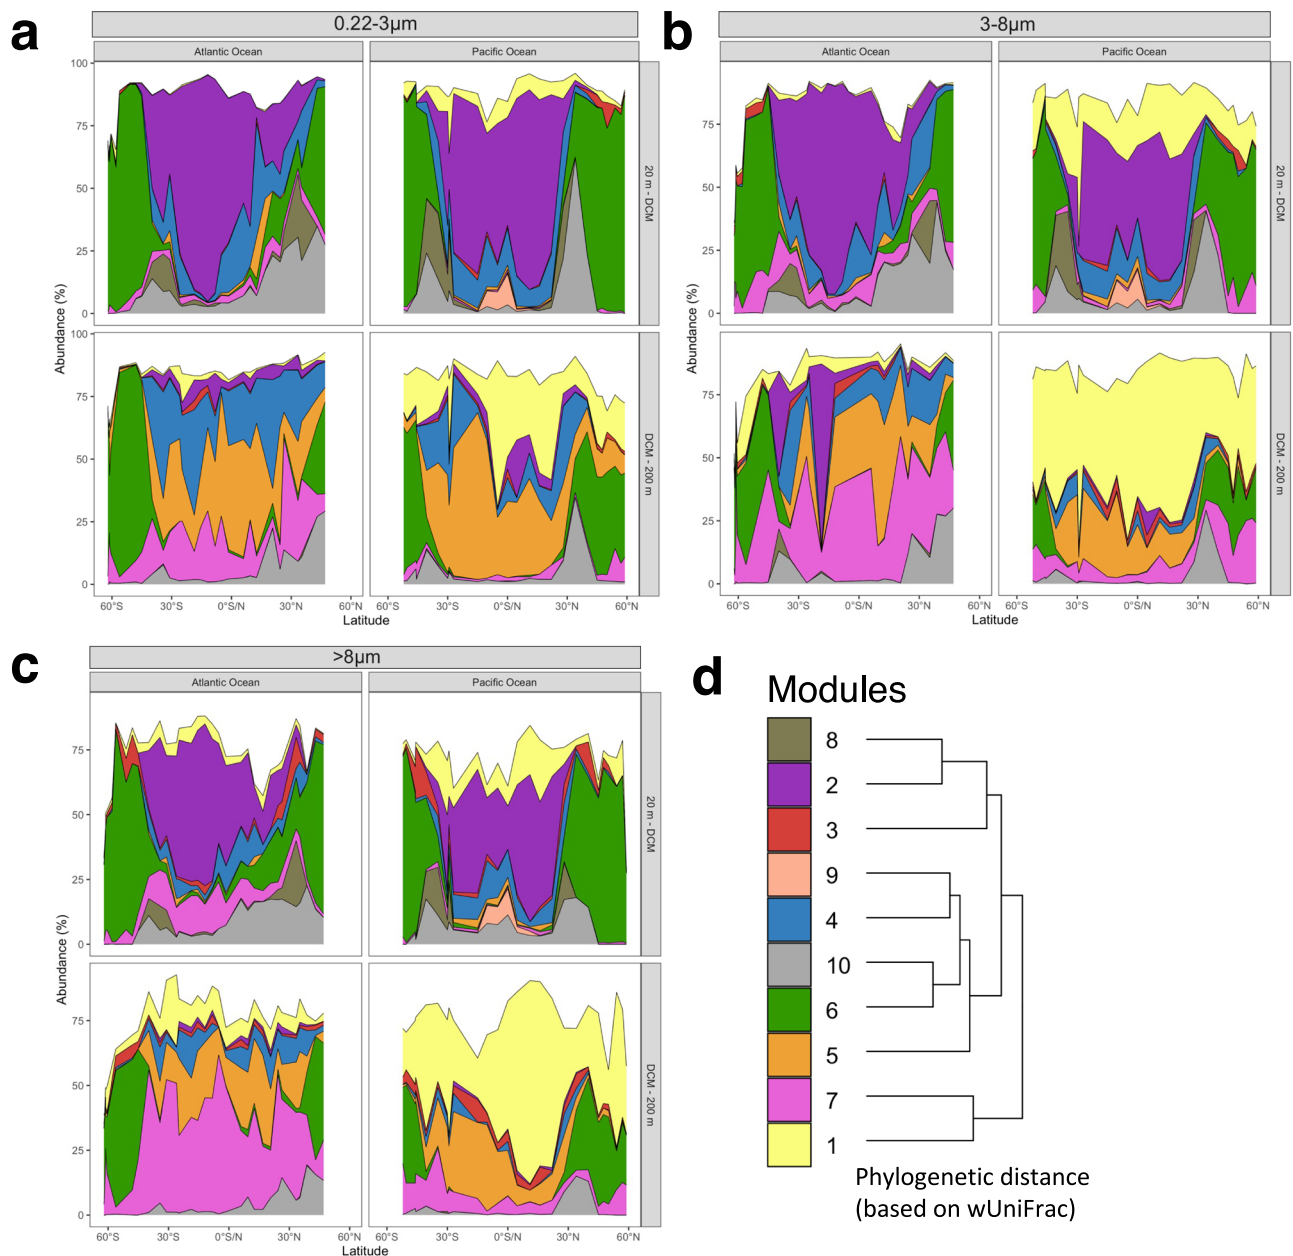 a
0.22-3µm
Atlantic Ocean
Pacific Ocean
100
75
50
25
0
20 m - DCM
100
75
50
25
0
DCM - 200 m
Abundance (%)
60°S
30°S
0°S/N
30°N
60°N
60°S
30°S
0°S/N
30°N
60°N
Latitude
b
3-8µm
Atlantic Ocean
Pacific Ocean
75
50
25
0
20 m - DCM
75
50
25
0
DCM - 200 m
Abundance (%)
60°S
30°S
0°S/N
30°N
60°N
60°S
30°S
0°S/N
30°N
60°N
Latitude
c
>8µm
Atlantic Ocean
Pacific Ocean
75
50
25
0
20 m - DCM
75
50
25
0
DCM - 200 m
Abundance (%)
60°S
30°S
0°S/N
30°N
60°N
60°S
30°S
0°S/N
30°N
60°N
Latitude
d
Modules
8
2
3
9
4
10
6
5
7
1
Phylogenetic distance
(based on wUniFrac)